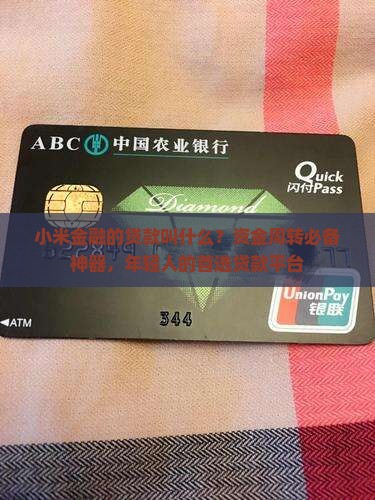 ABC 中国农业银行
Quick
闪付Pass
Diamond
小米金融的贷款叫什么？资金周转必备
神器，年轻人的首选贷款平台
UnionPay
银联
ATM
344